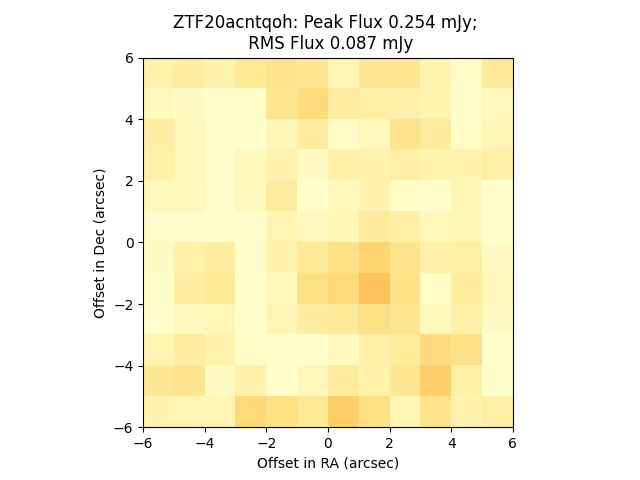 ZTF20acntqoh: Peak Flux 0.254 mJy;
RMS Flux 0.087 mJy
6
4
2
0
−2
−4
−6
Offset in Dec (arcsec)
−6 −4 −2 0 2 4 6
Offset in RA (arcsec)